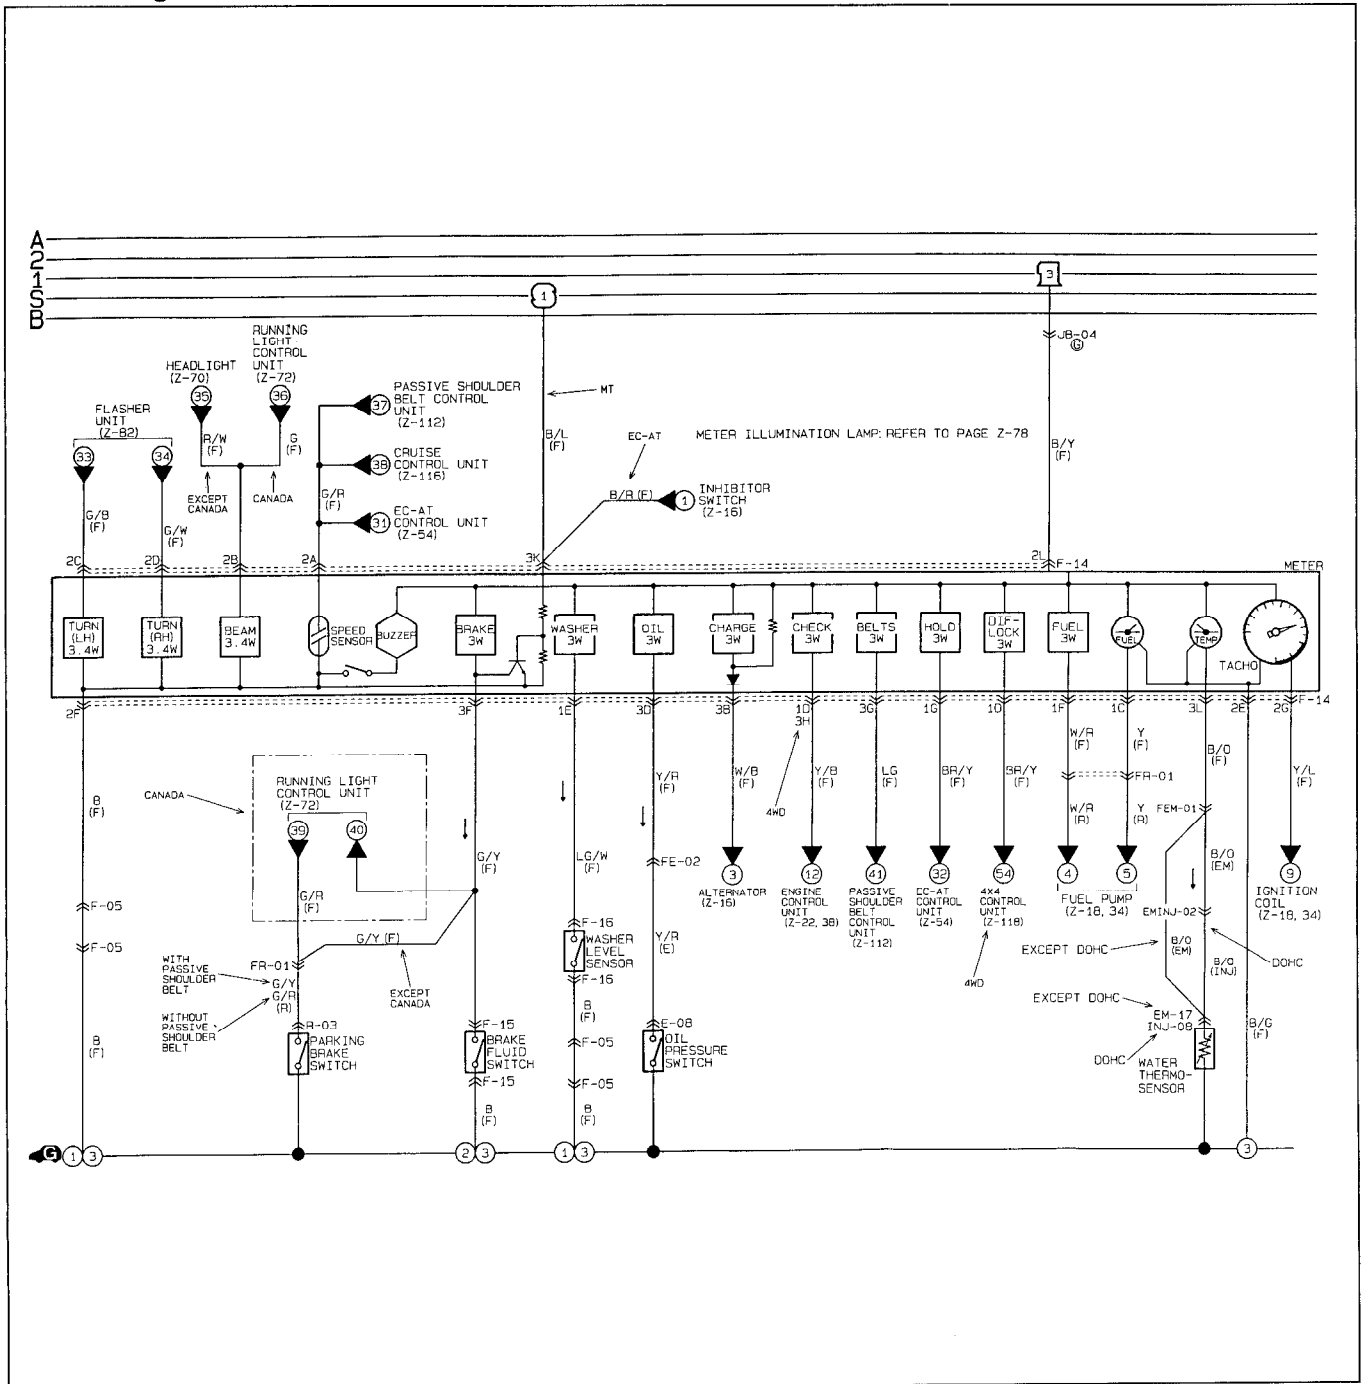 A
2
1
S
B
3
1
JB-04
G
RUNNING
LIGHT
CONTROL
UNIT
(Z-72)
HEADLIGHT
(Z-70)
35
36
FLASHER
UNIT
(Z-82)
33
34
R/W
(F)
G
(F)
EXCEPT
CANADA
CANADA
G/B
(F)
G/W
(F)
37
PASSIVE SHOULDER
BELT CONTROL
UNIT
(Z-112)
38
CRUISE
CONTROL UNIT
(Z-116)
G/R
(F)
31
EC-AT
CONTROL UNIT
(Z-54)
MT
B/L
(F)
EC-AT
METER ILLUMINATION LAMP: REFER TO PAGE Z-78
B/R (F)
1
INHIBITOR
SWITCH
(Z-16)
B/Y
(F)
2C
2D
2B
2A
3K
2L
F-14
METER
TURN
(LH)
3.4W
TURN
(RH)
3.4W
BEAM
3.4W
SPEED
SENSOR
BUZZER
BRAKE
3W
WASHER
3W
OIL
3W
CHARGE
3W
CHECK
3W
BELTS
3W
HOLD
3W
DIF-
LOCK
3W
FUEL
3W
FUEL
TEMP
TACHO
2F
3F
1E
3D
3B
1D
3H
3G
1G
1O
1F
1C
3L
2E
2G
F-14
CANADA
RUNNING LIGHT
CONTROL UNIT
(Z-72)
39
40
G/R
(F)
B
(F)
F-05
F-05
B
(F)
G/Y
(F)
G/Y (F)
EXCEPT
CANADA
FR-01
WITH
PASSIVE
SHOULDER
BELT
G/Y
G/R
(R)
WITHOUT
PASSIVE
SHOULDER
BELT
R-03
PARKING
BRAKE
SWITCH
F-15
BRAKE
FLUID
SWITCH
F-15
B
(F)
LG/W
(F)
F-16
WASHER
LEVEL
SENSOR
F-16
B
(F)
F-05
F-05
B
(F)
Y/R
(F)
FE-02
Y/R
(E)
E-08
OIL
PRESSURE
SWITCH
W/B
(F)
3
ALTERNATOR
(Z-16)
4WD
Y/B
(F)
12
ENGINE
CONTROL
UNIT
(Z-22, 38)
LG
(F)
41
PASSIVE
SHOULDER
BELT
CONTROL
UNIT
(Z-112)
BR/Y
(F)
32
EC-AT
CONTROL
UNIT
(Z-54)
BR/Y
(F)
54
4X4
CONTROL
UNIT
(Z-118)
4WD
W/R
(F)
Y
(F)
FR-01
W/R
(R)
Y
(R)
4
5
FUEL PUMP
(Z-18, 34)
B/O
(F)
FEM-01
B/O
(EM)
EMINJ-02
B/O
(EM)
B/O
(INJ)
EXCEPT DOHC
DOHC
EXCEPT DOHC
EM-17
INJ-08
DOHC
WATER
THERMO-
SENSOR
B/G
(F)
Y/L
(F)
9
IGNITION
COIL
(Z-18, 34)
G
1
3
2
3
1
3
3